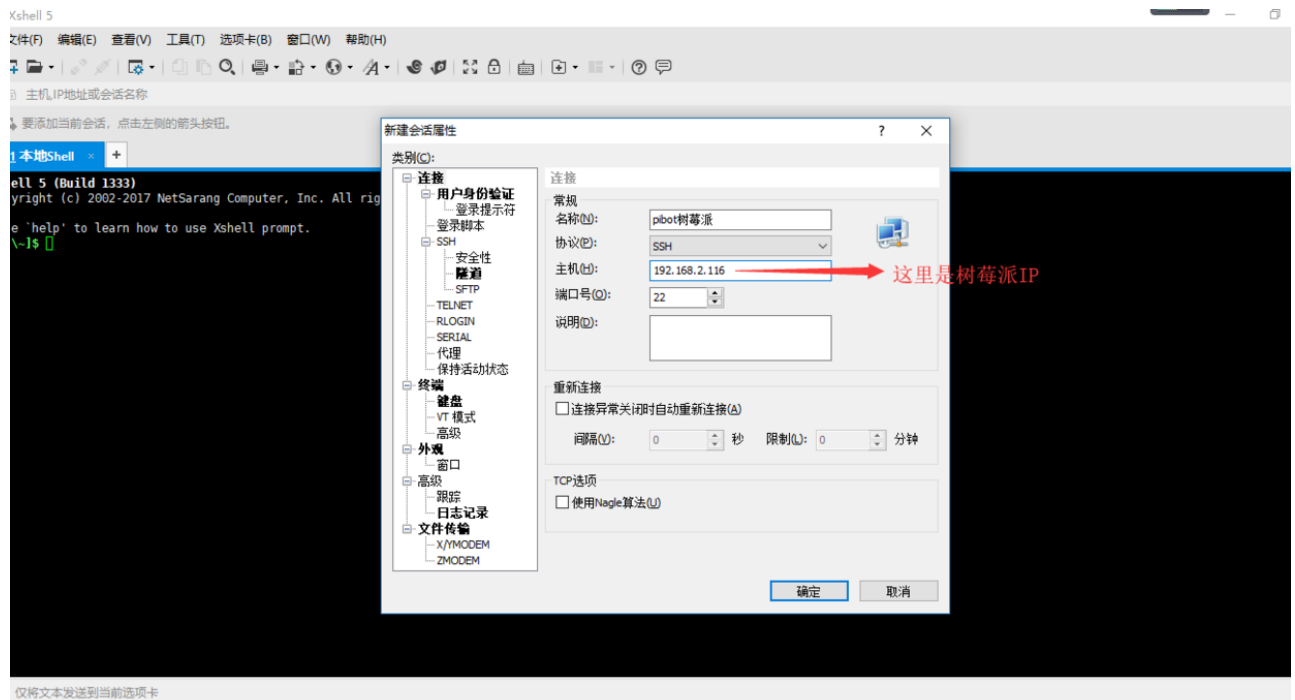 Xshell 5
文件(F) 编辑(E) 查看(V) 工具(T) 选项卡(B) 窗口(W) 帮助(H)
主机,IP地址或会话名称
要添加当前会话，点击左侧的箭头按钮。
1 本地Shell × +
ell 5 (Build 1333)
yright (c) 2002-2017 NetSarang Computer, Inc. All rig
e `help' to learn how to use Xshell prompt.
\~]$
新建会话属性 ? ×
类别(C):
连接
用户身份验证
登录提示符
登录脚本
SSH
安全性
隧道
SFTP
TELNET
RLOGIN
SERIAL
代理
保持活动状态
终端
键盘
VT 模式
高级
外观
窗口
高级
跟踪
日志记录
文件传输
X/YMODEM
ZMODEM
连接
常规
名称(N): pibot树莓派
协议(P): SSH
主机(H): 192.168.2.116
这里是树莓派IP
端口号(O): 22
说明(D):
重新连接
连接异常关闭时自动重新连接(A)
间隔(V): 0 秒 限制(L): 0 分钟
TCP选项
使用Nagle算法(U)
确定 取消
仅将文本发送到当前选项卡